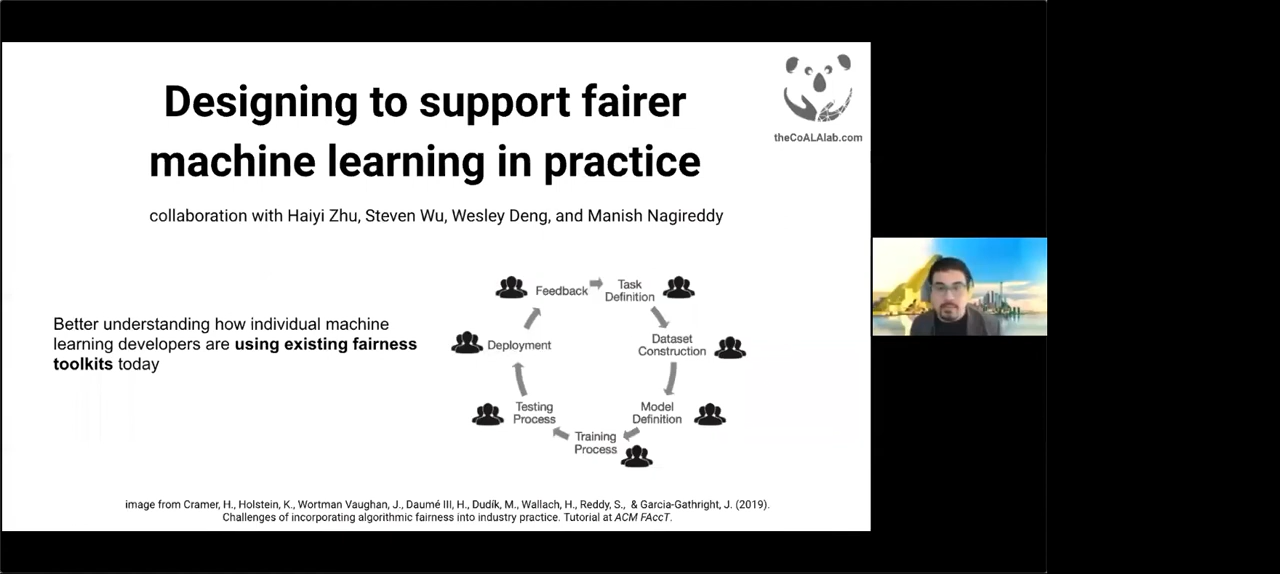 Designing to support fairer
machine learning in practice
theCoALAlab.com
collaboration with Haiyi Zhu, Steven Wu, Wesley Deng, and Manish Nagireddy
Better understanding how individual machine
learning developers are using existing fairness
toolkits today
Feedback
Task
Definition
Dataset
Construction
Model
Definition
Training
Process
Testing
Process
Deployment
image from Cramer, H., Holstein, K., Wortman Vaughan, J., Daumé III, H., Dudík, M., Wallach, H., Reddy, S., & Garcia-Gathright, J. (2019).
Challenges of incorporating algorithmic fairness into industry practice. Tutorial at ACM FAccT.